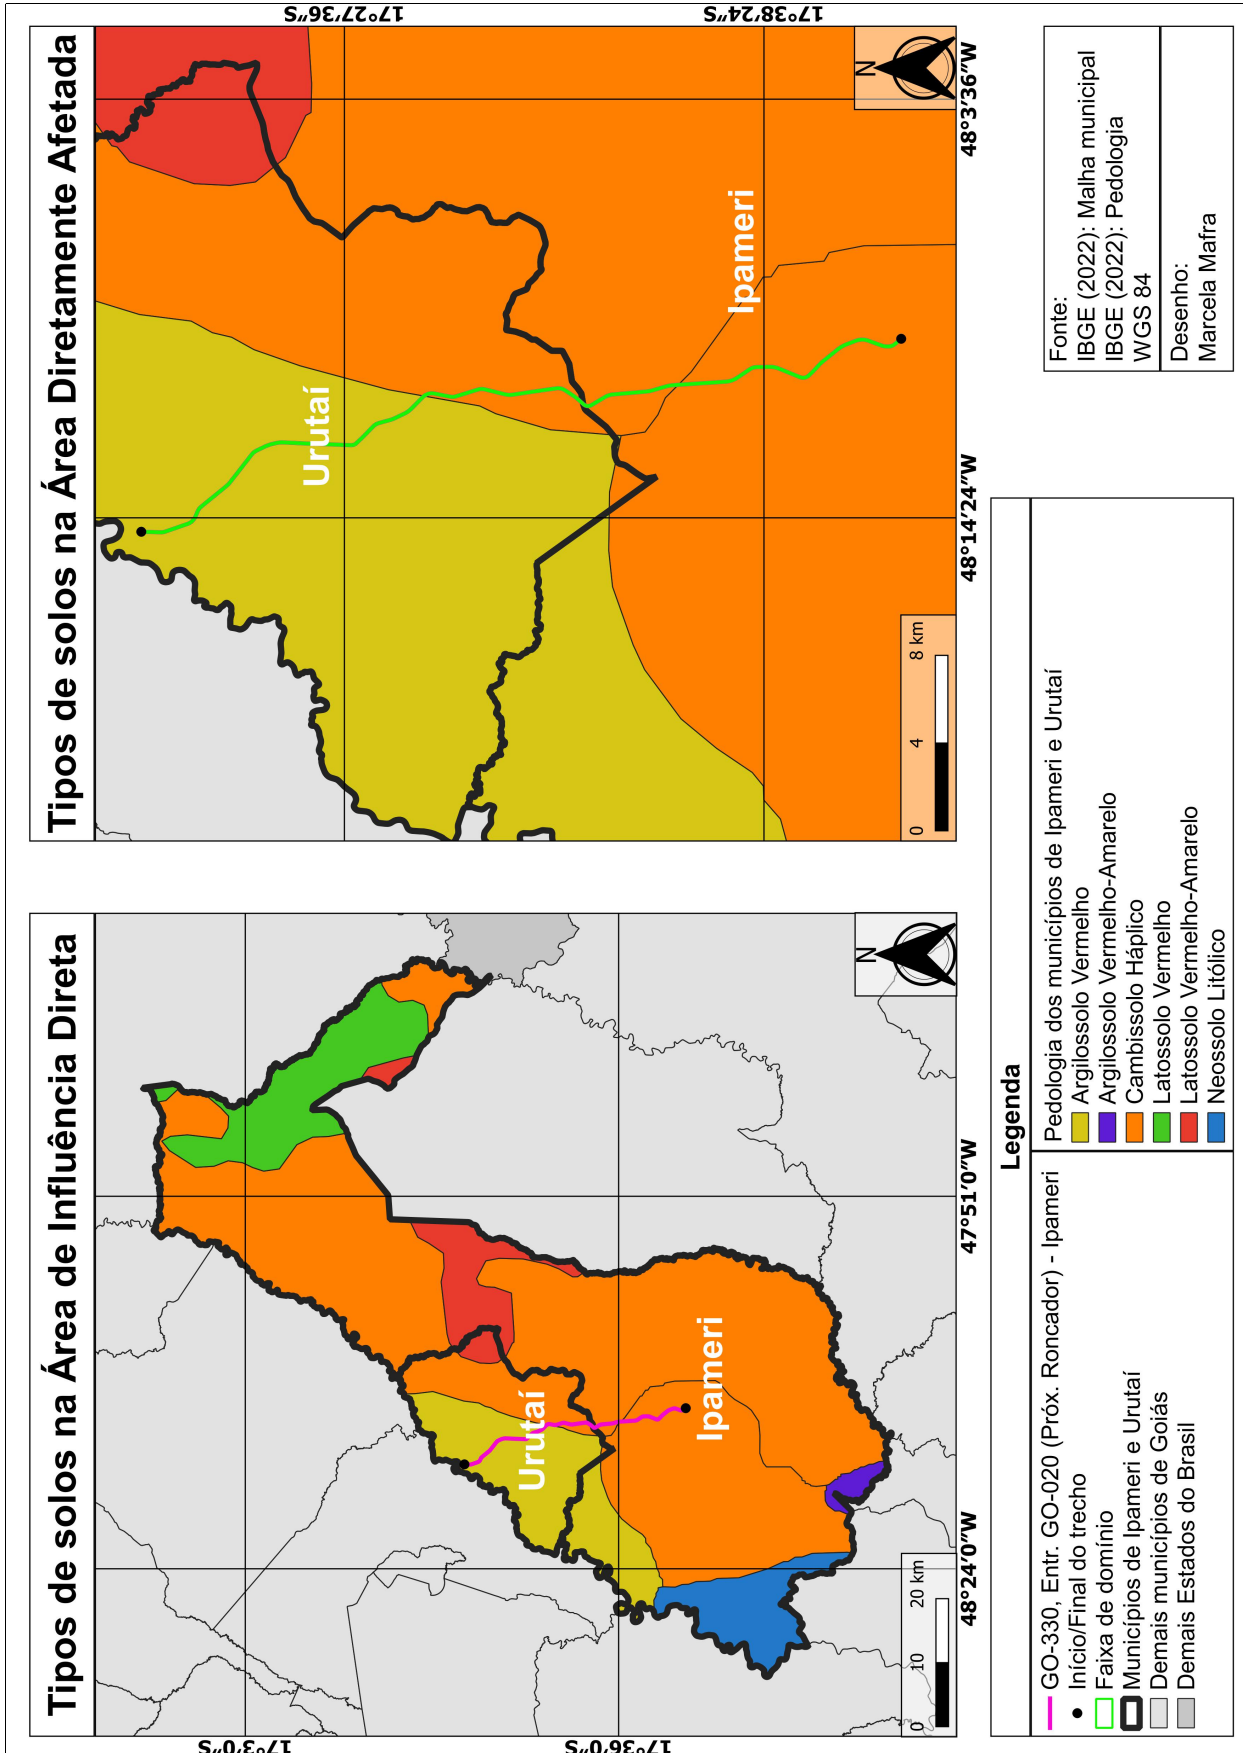 Tipos de solos na Área de Influência Direta
17°3'0"S
17°36'0"S
Urutaí
Ipameri
N
0 10 20 km
48°24'0"W
47°51'0"W
Tipos de solos na Área Diretamente Afetada
17°27'36"S
17°38'24"S
Urutaí
Ipameri
N
0 4 8 km
48°14'24"W
48°3'36"W
Legenda
GO-330, Entr. GO-020 (Próx. Roncador) - Ipameri
Início/Final do trecho
Faixa de domínio
Municípios de Ipameri e Urutaí
Demais municípios de Goiás
Demais Estados do Brasil
Pedologia dos municípios de Ipameri e Urutaí
Argilossolo Vermelho
Argilossolo Vermelho-Amarelo
Cambissolo Háplico
Latossolo Vermelho
Latossolo Vermelho-Amarelo
Neossolo Litólico
Fonte:
IBGE (2022): Malha municipal
IBGE (2022): Pedologia
WGS 84
Desenho:
Marcela Mafra